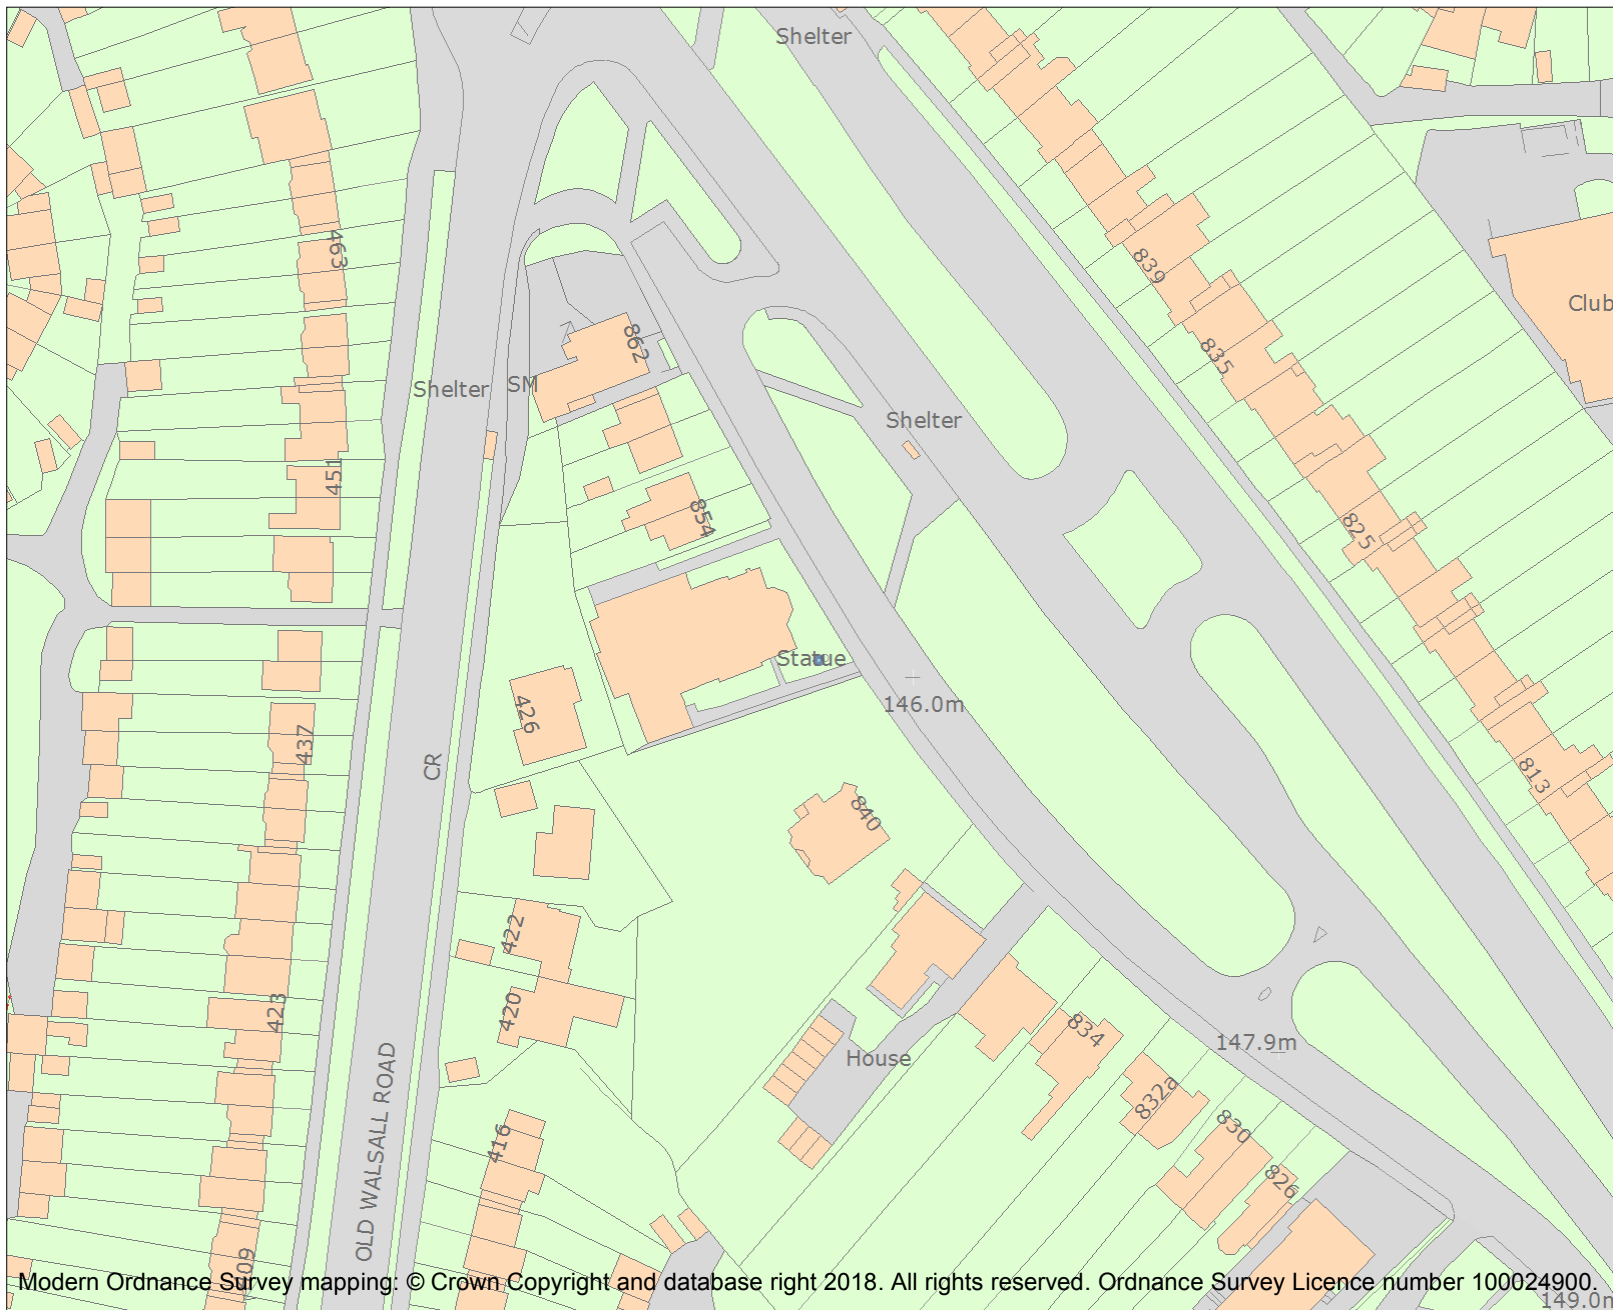 Shelter
463
839
Club
862
835
Shelter
SM
Shelter
451
854
825
Statue
426
146.0m
437
CR
813
840
422
420
423
834
147.9m
House
OLD WALSALL ROAD
832a
830
416
826
409
Modern Ordnance Survey mapping: © Crown Copyright and database right 2018. All rights reserved. Ordnance Survey Licence number 100024900.
149.0m